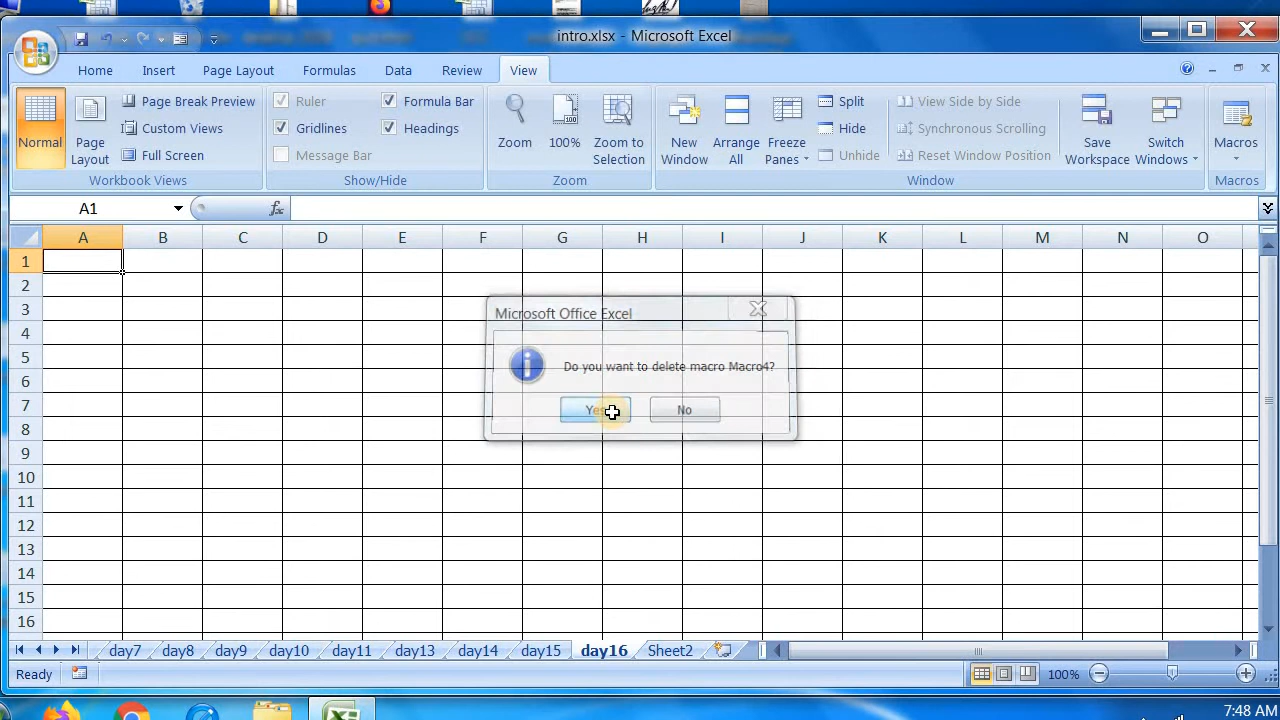 intro.xlsx - Microsoft Excel
Home Insert Page Layout Formulas Data Review View
Normal
Page Layout
Page Break Preview
Custom Views
Full Screen
Workbook Views
Ruler
Gridlines
Message Bar
Formula Bar
Headings
Show/Hide
Zoom
100%
Zoom to Selection
Zoom
New Window
Arrange All
Freeze Panes
Split
Hide
Unhide
View Side by Side
Synchronous Scrolling
Reset Window Position
Save Workspace
Switch Windows
Window
Macros
Macros
A1
fx
A B C D E F G H I J K L M N O
1
2
3
4
5
6
7
8
9
10
11
12
13
14
15
16
Microsoft Office Excel
Do you want to delete macro Macro4?
Yes No
day7 day8 day9 day10 day11 day13 day14 day15 day16 Sheet2
Ready
100%
7:48 AM